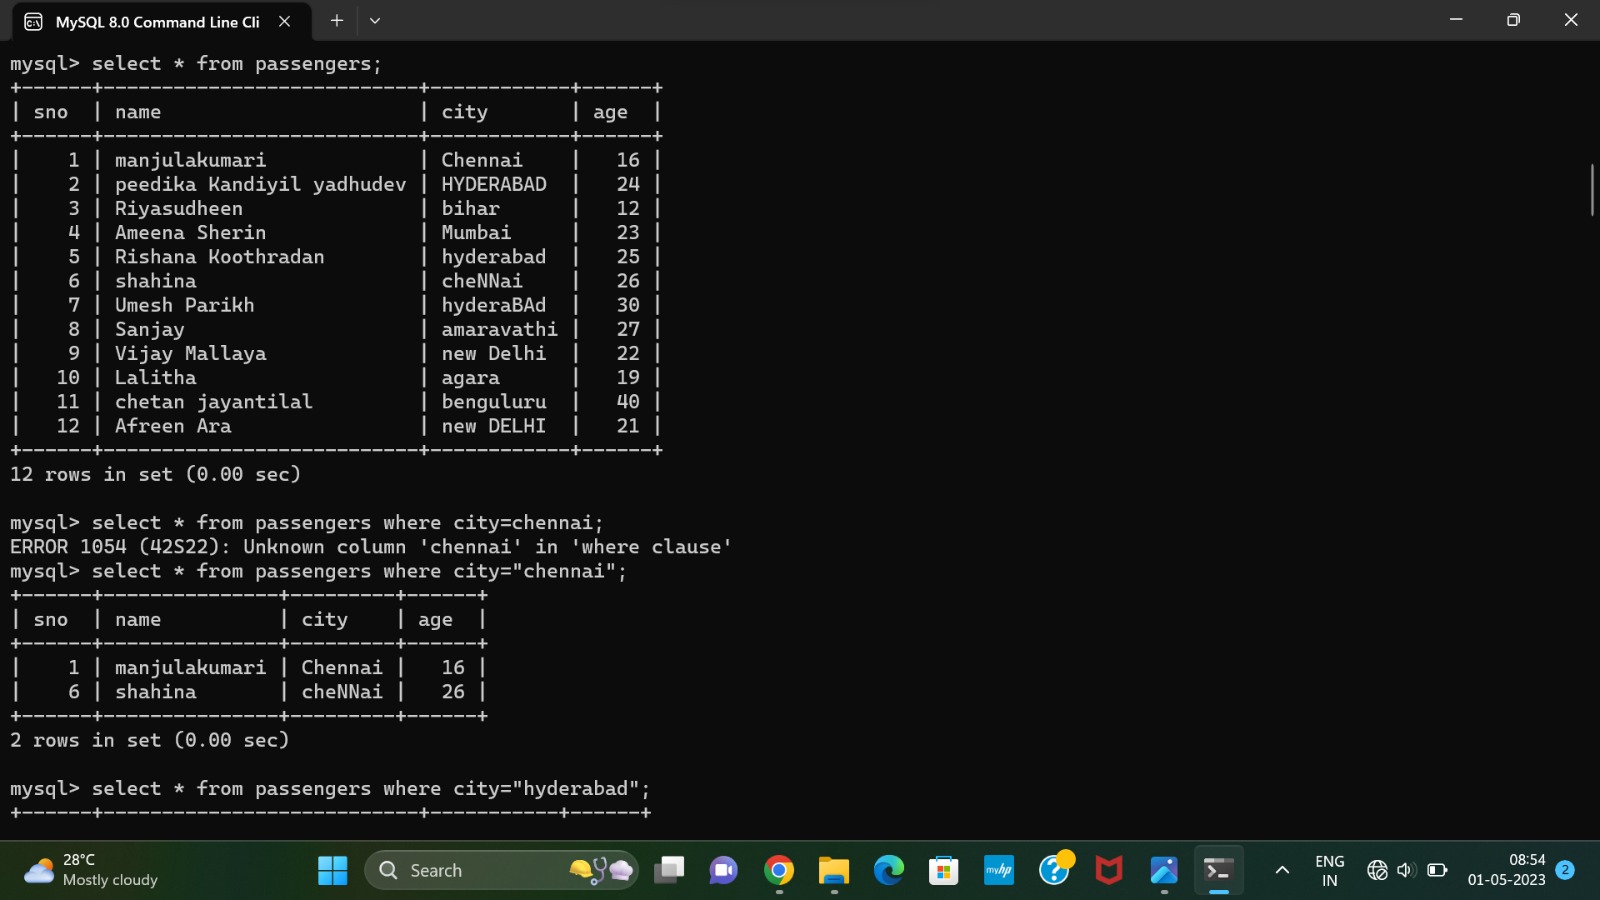 MySQL 8.0 Command Line Cli
mysql> select * from passengers;
+------+---------------------------+------------+------+
| sno  | name                      | city       | age  |
+------+---------------------------+------------+------+
|    1 | manjulakumari             | Chennai    |   16 |
|    2 | peedika Kandiyil yadhudev | HYDERABAD  |   24 |
|    3 | Riyasudheen               | bihar      |   12 |
|    4 | Ameena Sherin             | Mumbai     |   23 |
|    5 | Rishana Koothradan        | hyderabad  |   25 |
|    6 | shahina                   | cheNNai    |   26 |
|    7 | Umesh Parikh              | hyderaBAd  |   30 |
|    8 | Sanjay                    | amaravathi |   27 |
|    9 | Vijay Mallaya             | new Delhi  |   22 |
|   10 | Lalitha                   | agara      |   19 |
|   11 | chetan jayantilal         | benguluru  |   40 |
|   12 | Afreen Ara                | new DELHI  |   21 |
+------+---------------------------+------------+------+
12 rows in set (0.00 sec)
mysql> select * from passengers where city=chennai;
ERROR 1054 (42S22): Unknown column 'chennai' in 'where clause'
mysql> select * from passengers where city="chennai";
+------+---------------+---------+------+
| sno  | name          | city    | age  |
+------+---------------+---------+------+
|    1 | manjulakumari | Chennai |   16 |
|    6 | shahina       | cheNNai |   26 |
+------+---------------+---------+------+
2 rows in set (0.00 sec)
mysql> select * from passengers where city="hyderabad";
+------+---------------------------+-----------+------+
28°C
Mostly cloudy
Search
myhp
ENG
IN
08:54
01-05-2023
2